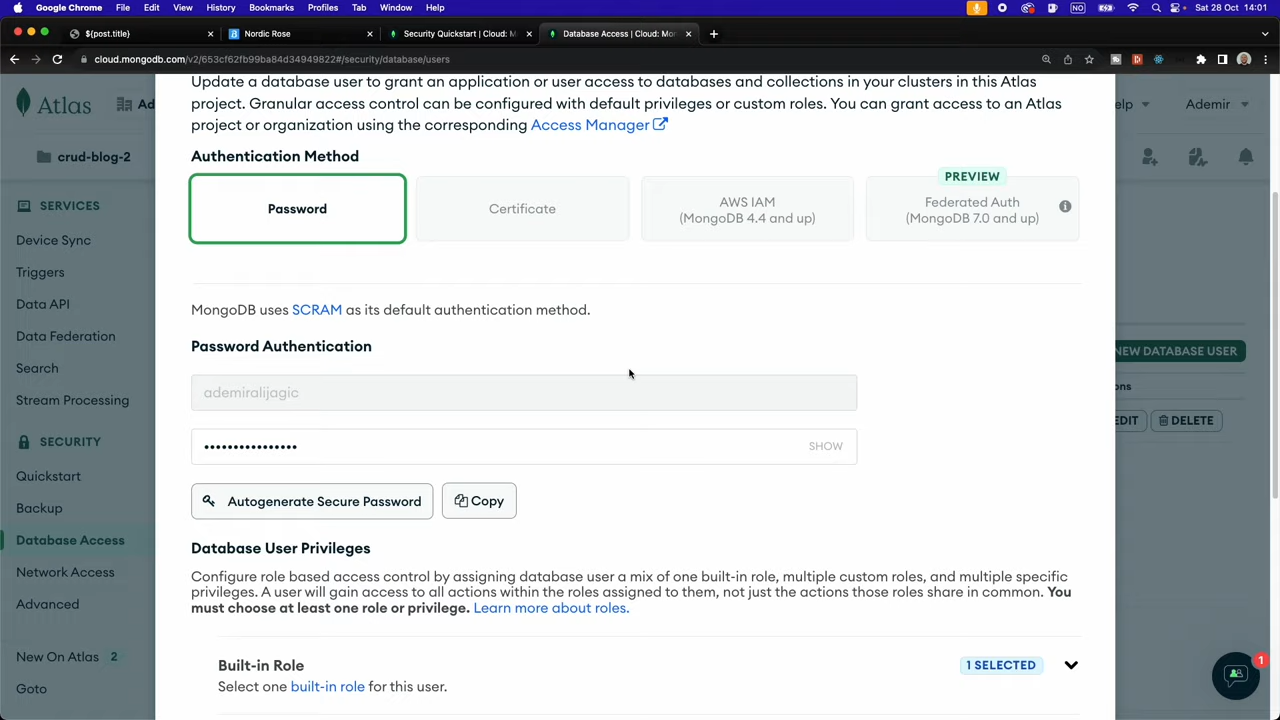 Google Chrome File Edit View History Bookmarks Profiles Tab Window Help NO Sat 28 Oct 14:01
${post.title} Nordic Rose Security Quickstart | Cloud: M Database Access | Cloud: Mon
cloud.mongodb.com/v2/653cf62fb99ba84d34949822#/security/database/users
Update a database user to grant an application or user access to databases and collections in your clusters in this Atlas
project. Granular access control can be configured with default privileges or custom roles. You can grant access to an Atlas
project or organization using the corresponding Access Manager
Atlas Ad elp Ademir
crud-blog-2
Authentication Method
PREVIEW
Password
Certificate
AWS IAM
(MongoDB 4.4 and up)
Federated Auth
(MongoDB 7.0 and up)
SERVICES
Device Sync
Triggers
Data API
Data Federation
Search
Stream Processing
SECURITY
Quickstart
Backup
Database Access
Network Access
Advanced
New On Atlas 2
Goto
MongoDB uses SCRAM as its default authentication method.
Password Authentication
ademiralijagic
•••••••••••••••• SHOW
Autogenerate Secure Password
Copy
Database User Privileges
Configure role based access control by assigning database user a mix of one built-in role, multiple custom roles, and multiple specific
privileges. A user will gain access to all actions within the roles assigned to them, not just the actions those roles share in common. You
must choose at least one role or privilege. Learn more about roles.
Built-in Role
1 SELECTED
Select one built-in role for this user.
NEW DATABASE USER
ons
EDIT DELETE
1